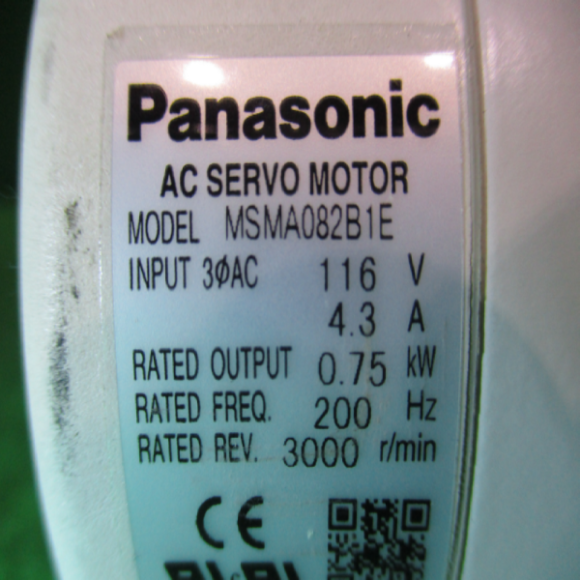 Panasonic
AC SERVO MOTOR
MODEL MSMA082B1E
INPUT 3ØAC 116 V
4.3 A
RATED OUTPUT 0.75 kW
RATED FREQ. 200 Hz
RATED REV. 3000 r/min
CE